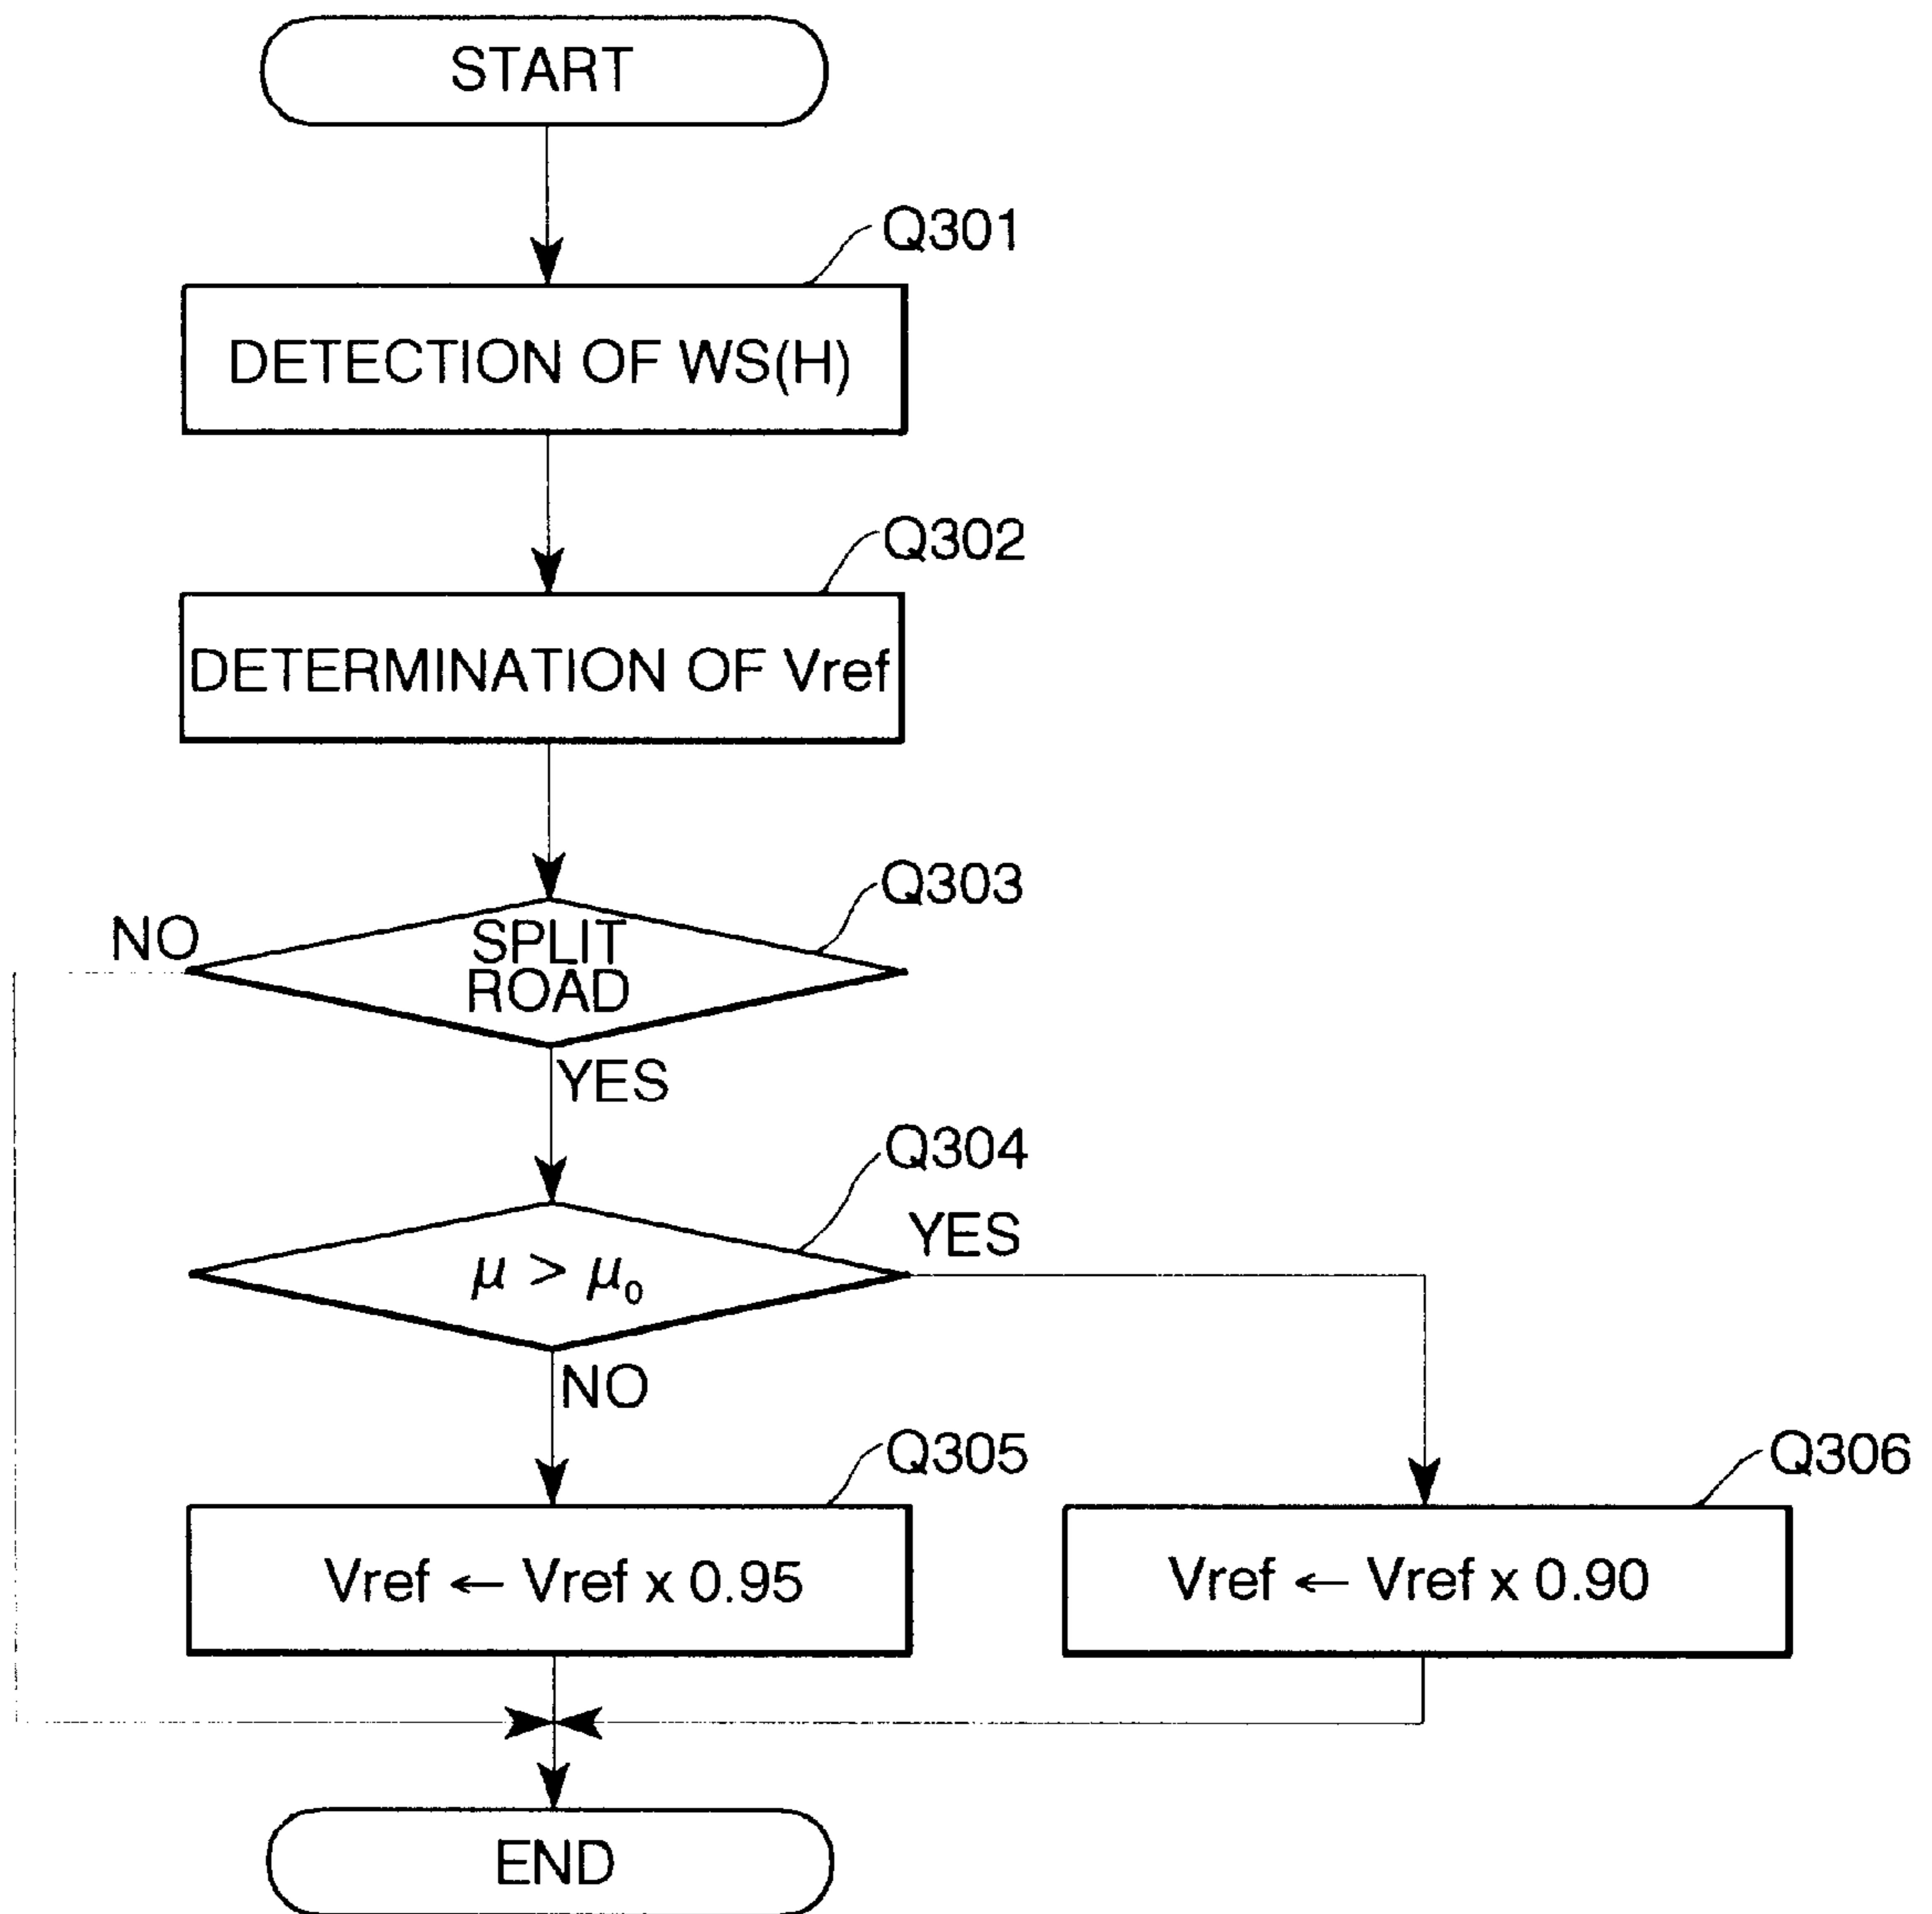 START
Q301
DETECTION OF WS(H)
Q302
DETERMINATION OF Vref
Q303
NO
SPLIT
ROAD
YES
Q304
YES
μ > μ₀
NO
Q305
Q306
Vref ← Vref x 0.95
Vref ← Vref x 0.90
END